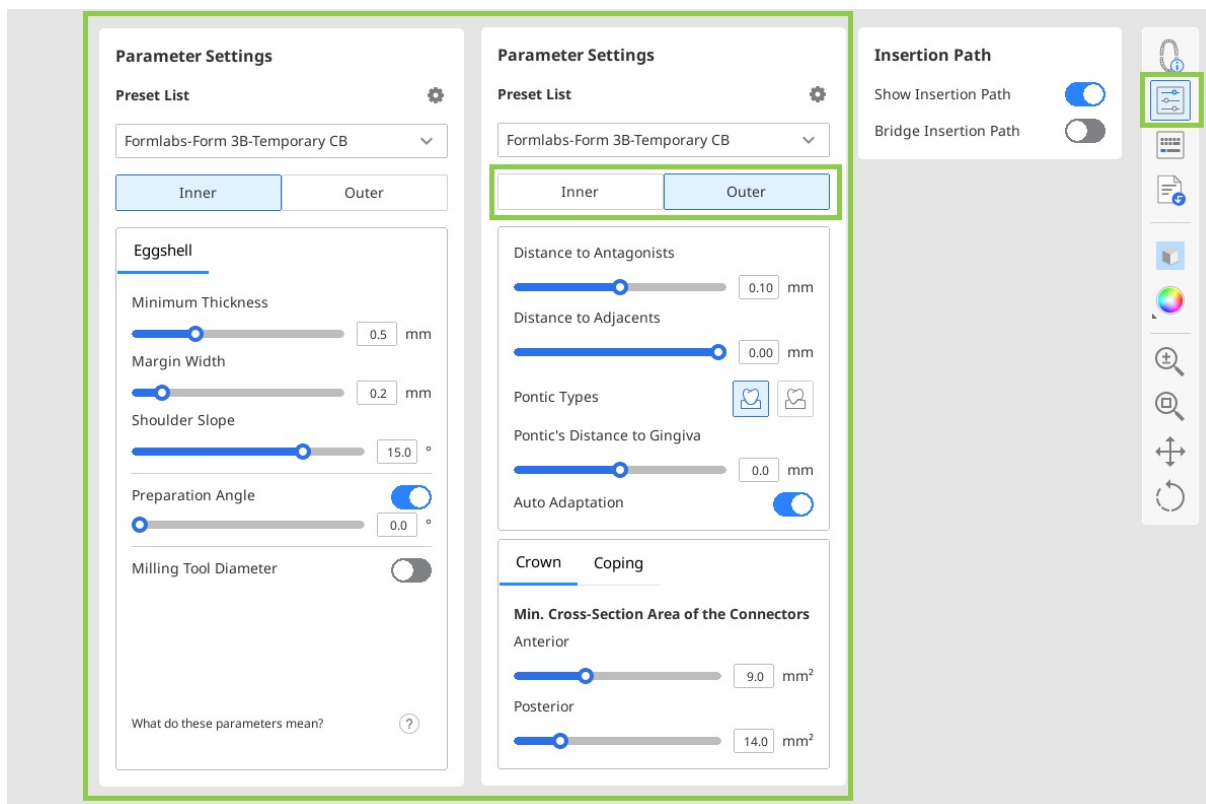 Parameter Settings
Preset List
Formlabs-Form 3B-Temporary CB
Inner Outer
Eggshell
Minimum Thickness
0.5 mm
Margin Width
0.2 mm
Shoulder Slope
15.0 °
Preparation Angle
0.0 °
Milling Tool Diameter
What do these parameters mean? ?
Parameter Settings
Preset List
Formlabs-Form 3B-Temporary CB
Inner Outer
Distance to Antagonists
0.10 mm
Distance to Adjacents
0.00 mm
Pontic Types
Pontic's Distance to Gingiva
0.0 mm
Auto Adaptation
Crown Coping
Min. Cross-Section Area of the Connectors
Anterior
9.0 mm²
Posterior
14.0 mm²
Insertion Path
Show Insertion Path
Bridge Insertion Path